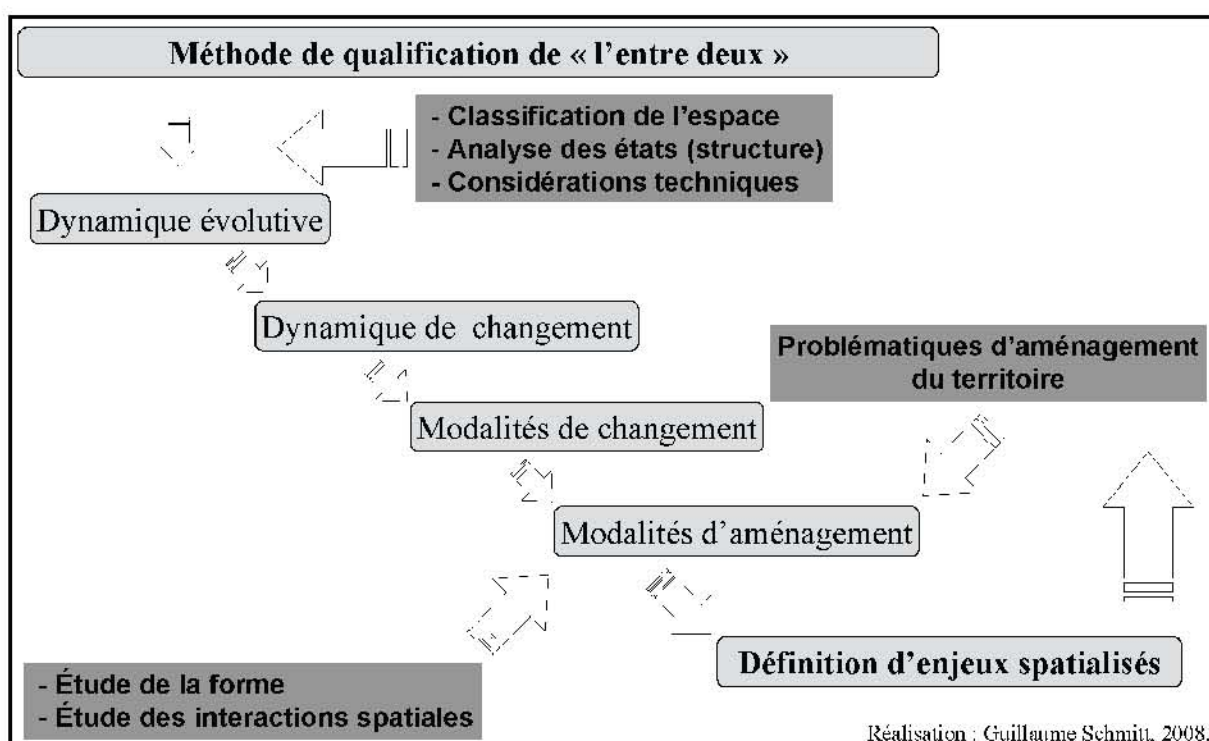 Méthode de qualification de « l'entre deux »
- Classification de l'espace
- Analyse des états (structure)
- Considérations techniques
Dynamique évolutive
Dynamique de changement
Problématiques d'aménagement
du territoire
Modalités de changement
Modalités d'aménagement
Définition d'enjeux spatialisés
- Étude de la forme
- Étude des interactions spatiales
Réalisation : Guillaume Schmitt, 2008.